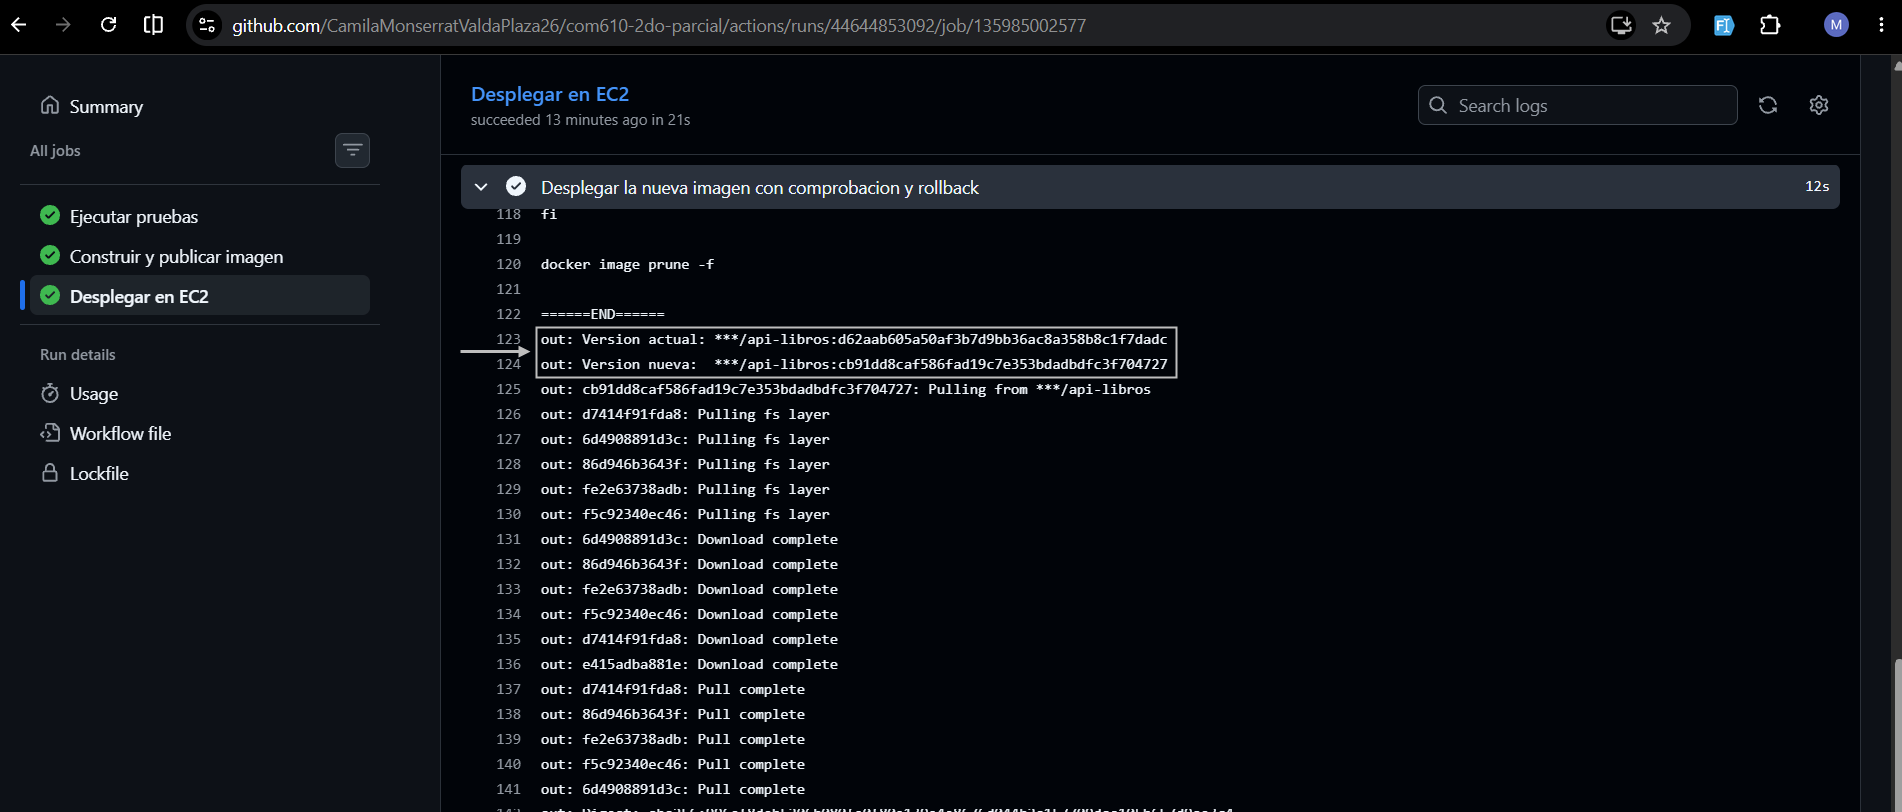 github.com/CamilaMonserratValdaPlaza26/com610-2do-parcial/actions/runs/44644853092/job/135985002577
M
Summary
All jobs
Ejecutar pruebas
Construir y publicar imagen
Desplegar en EC2
Run details
Usage
Workflow file
Lockfile
Desplegar en EC2
succeeded 13 minutes ago in 21s
Search logs
Desplegar la nueva imagen con comprobacion y rollback
12s
118 fi
119
120 docker image prune -f
121
122 ======END======
123 out: Version actual: ***/api-libros:d62aab605a50af3b7d9bb36ac8a358b8c1f7dadc
124 out: Version nueva:  ***/api-libros:cb91dd8caf586fad19c7e353bdadbdfc3f704727
125 out: cb91dd8caf586fad19c7e353bdadbdfc3f704727: Pulling from ***/api-libros
126 out: d7414f91fda8: Pulling fs layer
127 out: 6d4908891d3c: Pulling fs layer
128 out: 86d946b3643f: Pulling fs layer
129 out: fe2e63738adb: Pulling fs layer
130 out: f5c92340ec46: Pulling fs layer
131 out: 6d4908891d3c: Download complete
132 out: 86d946b3643f: Download complete
133 out: fe2e63738adb: Download complete
134 out: f5c92340ec46: Download complete
135 out: d7414f91fda8: Download complete
136 out: e415adba881e: Download complete
137 out: d7414f91fda8: Pull complete
138 out: 86d946b3643f: Pull complete
139 out: fe2e63738adb: Pull complete
140 out: f5c92340ec46: Pull complete
141 out: 6d4908891d3c: Pull complete